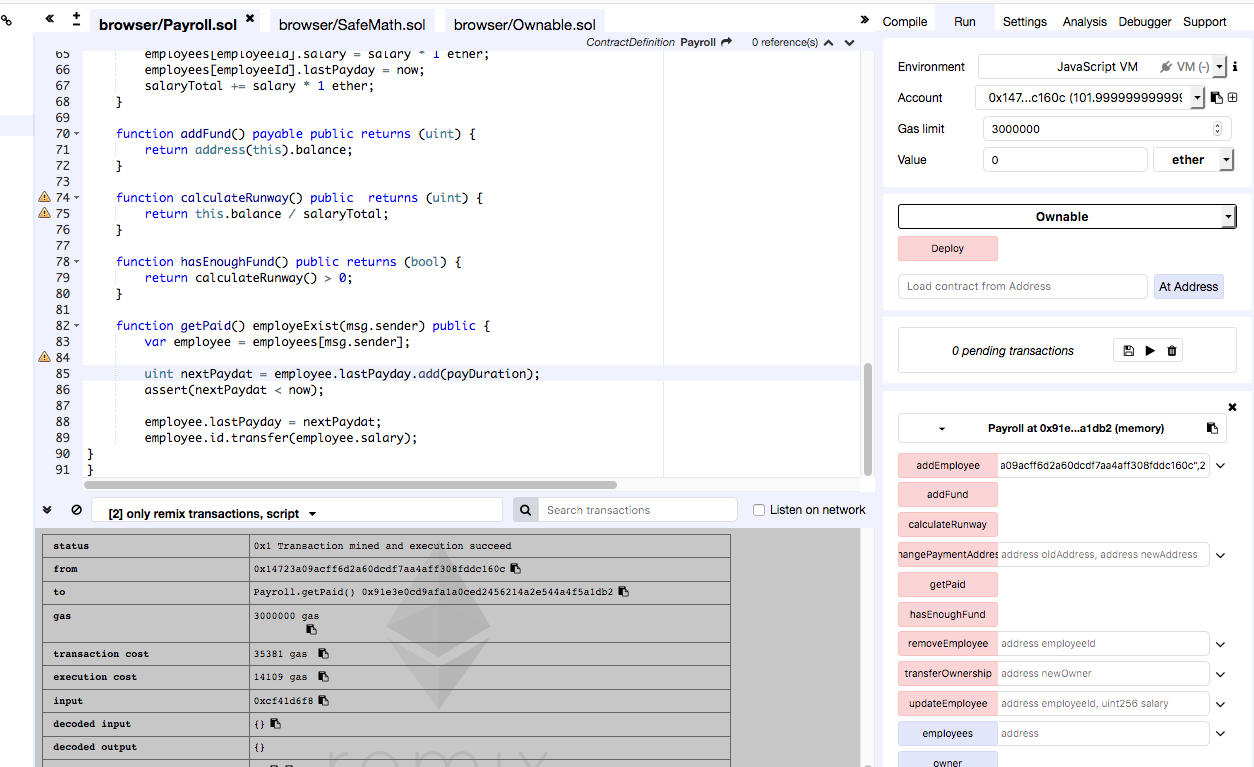 browser/Payroll.sol
browser/SafeMath.sol
browser/Ownable.sol
Compile
Run
Settings
Analysis
Debugger
Support
ContractDefinition Payroll
0 reference(s)
65 employees[employeeId].salary = salary * 1 ether;
66 employees[employeeId].lastPayday = now;
67 salaryTotal += salary * 1 ether;
68 }
69
70 function addFund() payable public returns (uint) {
71 return address(this).balance;
72 }
73
74 function calculateRunway() public  returns (uint) {
75 return this.balance / salaryTotal;
76 }
77
78 function hasEnoughFund() public returns (bool) {
79 return calculateRunway() > 0;
80 }
81
82 function getPaid() employeExist(msg.sender) public {
83 var employee = employees[msg.sender];
84
85 uint nextPaydat = employee.lastPayday.add(payDuration);
86 assert(nextPaydat < now);
87
88 employee.lastPayday = nextPaydat;
89 employee.id.transfer(employee.salary);
90 }
91 }
[2] only remix transactions, script
Search transactions
Listen on network
status 0x1 Transaction mined and execution succeed
from 0x14723a09acff6d2a60dcdf7aa4aff308fddc160c
to Payroll.getPaid() 0x91e3e0cd9afa1a0ced2456214a2e544a4f5a1db2
gas 3000000 gas
transaction cost 35381 gas
execution cost 14109 gas
input 0xcf41d6f8
decoded input {}
decoded output {}
remix
Environment JavaScript VM VM (-)
Account 0x147...c160c (101.999999999999
Gas limit 3000000
Value 0 ether
Ownable
Deploy
Load contract from Address At Address
0 pending transactions
Payroll at 0x91e...a1db2 (memory)
addEmployee a09acff6d2a60dcdf7aa4aff308fddc160c",2
addFund
calculateRunway
hangePaymentAddres address oldAddress, address newAddress
getPaid
hasEnoughFund
removeEmployee address employeeId
transferOwnership address newOwner
updateEmployee address employeeId, uint256 salary
employees address
owner